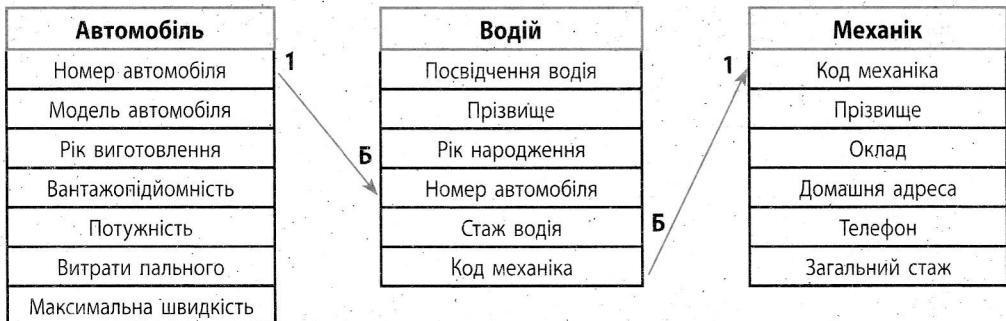 Автомобіль
Номер автомобіля
Модель автомобіля
Рік виготовлення
Вантажопідйомність
Потужність
Витрати пального
Максимальна швидкість
1
Б
Водій
Посвідчення водія
Прізвище
Рік народження
Номер автомобіля
Стаж водія
Код механіка
Б
1
Механік
Код механіка
Прізвище
Оклад
Домашня адреса
Телефон
Загальний стаж